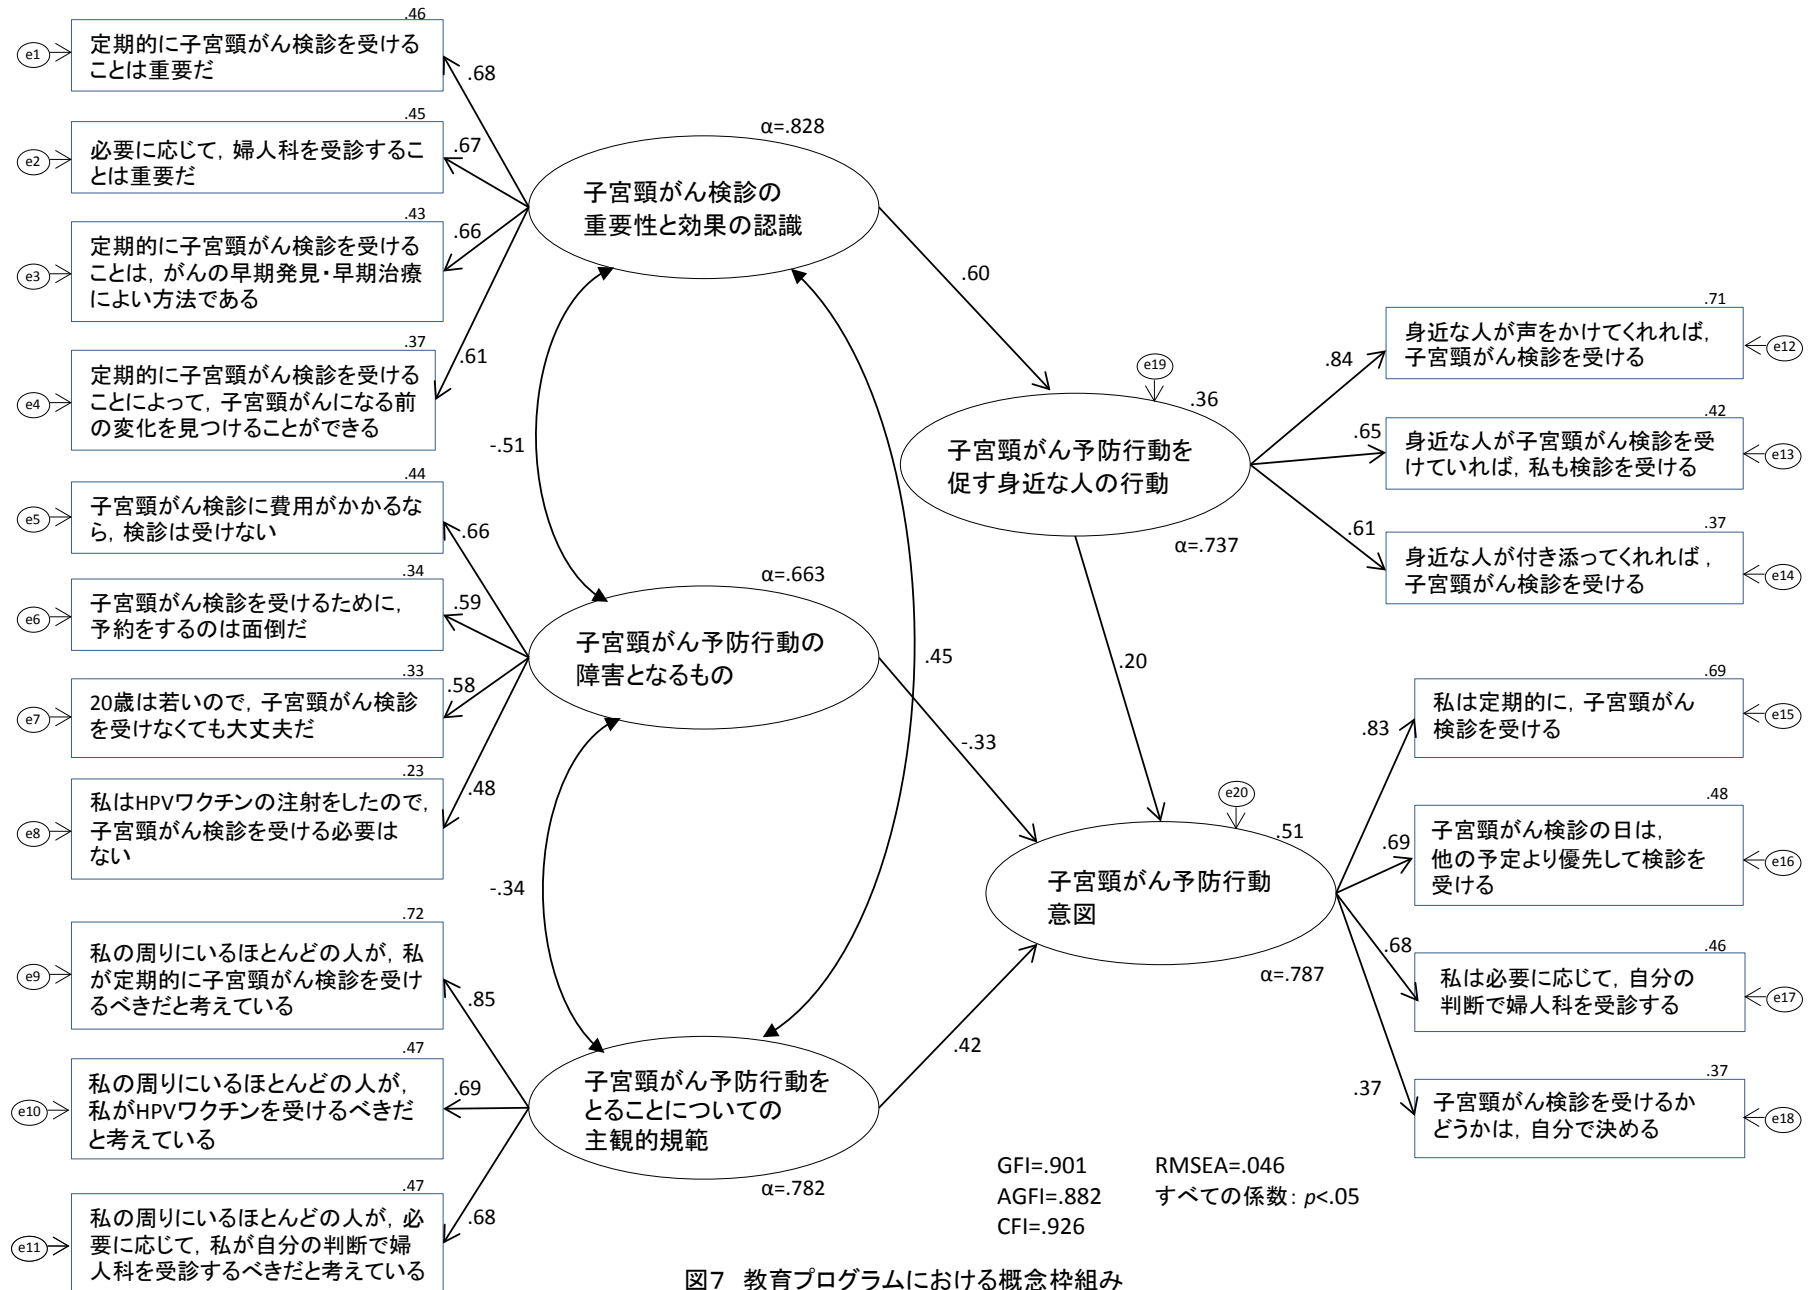 .46
e1
定期的に子宮頸がん検診を受ける
ことは重要だ
.68
.45
e2
必要に応じて，婦人科を受診するこ
とは重要だ
.67
.43
e3
定期的に子宮頸がん検診を受ける
ことは，がんの早期発見・早期治療
によい方法である
.66
.37
e4
定期的に子宮頸がん検診を受ける
ことによって，子宮頸がんになる前
の変化を見つけることができる
.61
.44
e5
子宮頸がん検診に費用がかかるな
ら，検診は受けない
.66
.34
e6
子宮頸がん検診を受けるために，
予約をするのは面倒だ
.59
.33
e7
20歳は若いので，子宮頸がん検診
を受けなくても大丈夫だ
.58
.23
e8
私はHPVワクチンの注射をしたので，
子宮頸がん検診を受ける必要は
ない
.48
.72
e9
私の周りにいるほとんどの人が，私
が定期的に子宮頸がん検診を受け
るべきだと考えている
.85
.47
e10
私の周りにいるほとんどの人が，
私がHPVワクチンを受けるべきだ
と考えている
.69
.47
e11
私の周りにいるほとんどの人が，必
要に応じて，私が自分の判断で婦
人科を受診するべきだと考えている
.68
α=.828
子宮頸がん検診の
重要性と効果の認識
-.51
α=.663
子宮頸がん予防行動の
障害となるもの
.45
-.34
子宮頸がん予防行動を
とることについての
主観的規範
α=.782
.60
e19
.36
子宮頸がん予防行動を
促す身近な人の行動
α=.737
.20
-.33
e20
.51
子宮頸がん予防行動
意図
α=.787
.42
.71
.84
身近な人が声をかけてくれれば，
子宮頸がん検診を受ける
e12
.42
.65
身近な人が子宮頸がん検診を受
けていれば，私も検診を受ける
e13
.37
.61
身近な人が付き添ってくれれば，
子宮頸がん検診を受ける
e14
.69
.83
私は定期的に，子宮頸がん
検診を受ける
e15
.48
.69
子宮頸がん検診の日は，
他の予定より優先して検診を
受ける
e16
.46
.68
私は必要に応じて，自分の
判断で婦人科を受診する
e17
.37
.37
子宮頸がん検診を受けるか
どうかは，自分で決める
e18
GFI=.901 RMSEA=.046
AGFI=.882 すべての係数：p<.05
CFI=.926
図7 教育プログラムにおける概念枠組み